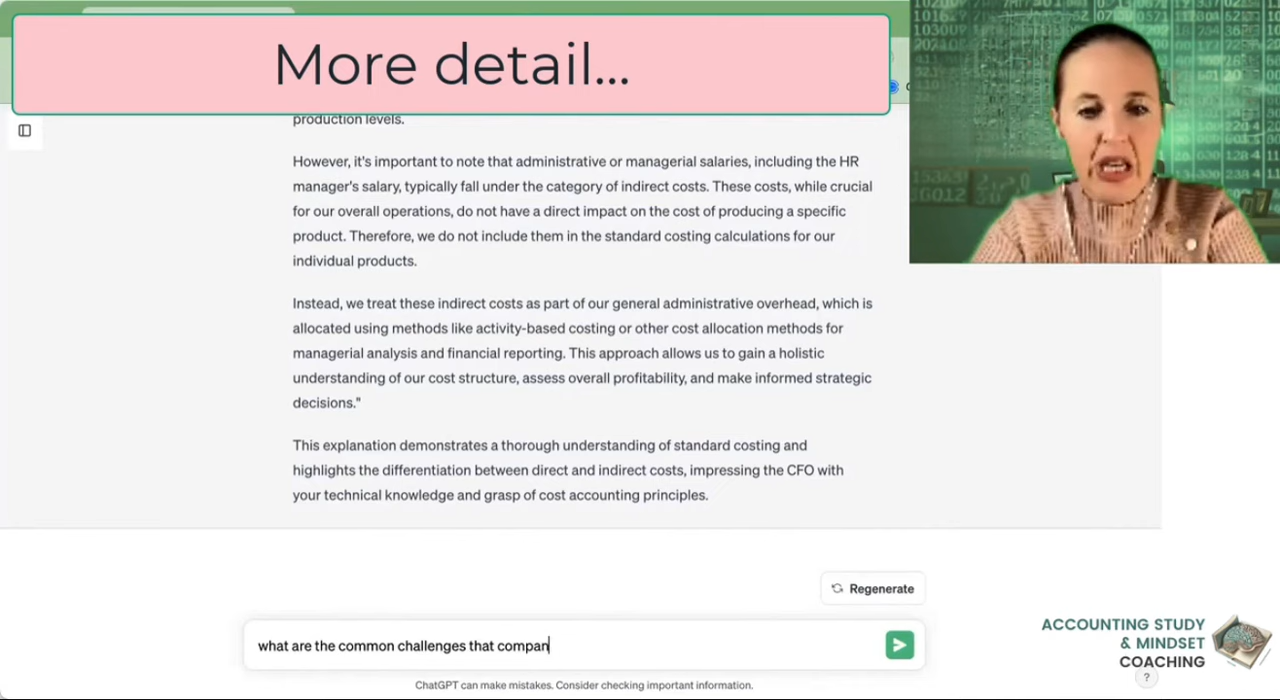 More detail...
production levels.
However, it's important to note that administrative or managerial salaries, including the HR
manager's salary, typically fall under the category of indirect costs. These costs, while crucial
for our overall operations, do not have a direct impact on the cost of producing a specific
product. Therefore, we do not include them in the standard costing calculations for our
individual products.
Instead, we treat these indirect costs as part of our general administrative overhead, which is
allocated using methods like activity-based costing or other cost allocation methods for
managerial analysis and financial reporting. This approach allows us to gain a holistic
understanding of our cost structure, assess overall profitability, and make informed strategic
decisions."
This explanation demonstrates a thorough understanding of standard costing and
highlights the differentiation between direct and indirect costs, impressing the CFO with
your technical knowledge and grasp of cost accounting principles.
Regenerate
what are the common challenges that compan
ChatGPT can make mistakes. Consider checking important information.
ACCOUNTING STUDY
& MINDSET
COACHING
?